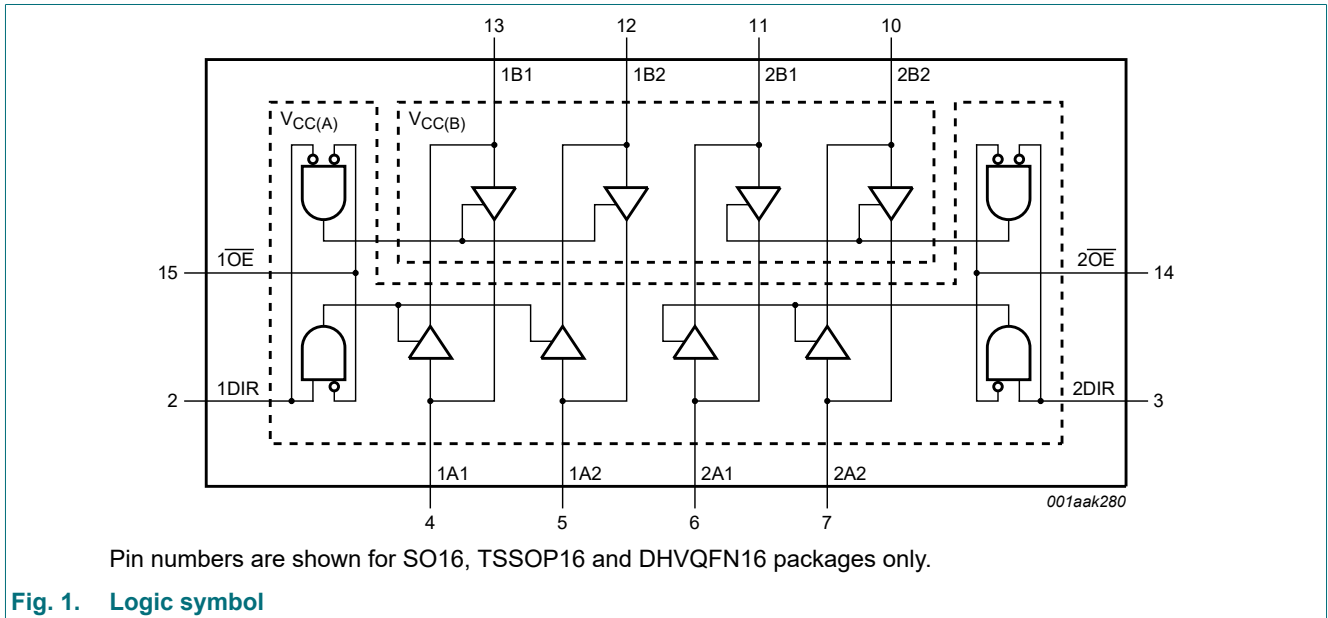 13 12 11 10
1B1 1B2 2B1 2B2
VCC(A) VCC(B)
15 1OE 2OE 14
2 1DIR 2DIR 3
1A1 1A2 2A1 2A2
001aak280
4 5 6 7
Pin numbers are shown for SO16, TSSOP16 and DHVQFN16 packages only.
Fig. 1. Logic symbol